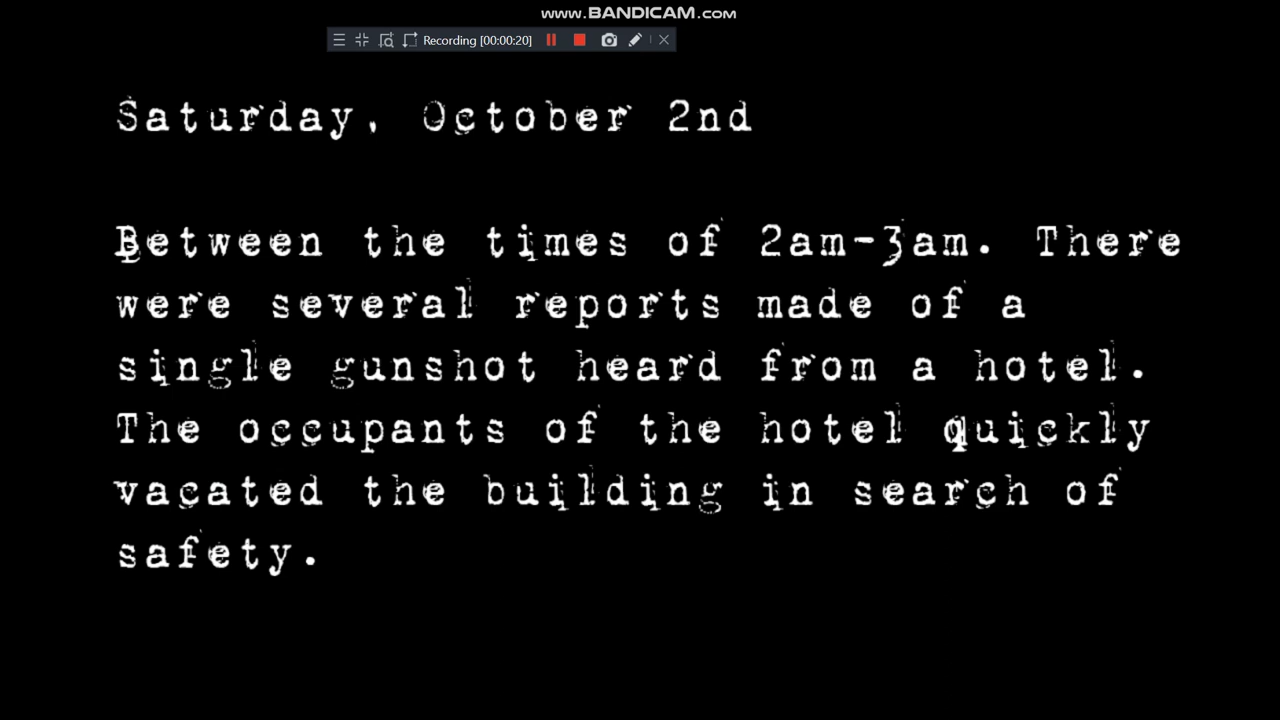 www.BANDICAM.com
Recording [00:00:20]
Saturday, October 2nd
Between the times of 2am-3am. There
were several reports made of a
single gunshot heard from a hotel.
The occupants of the hotel quickly
vacated the building in search of
safety.